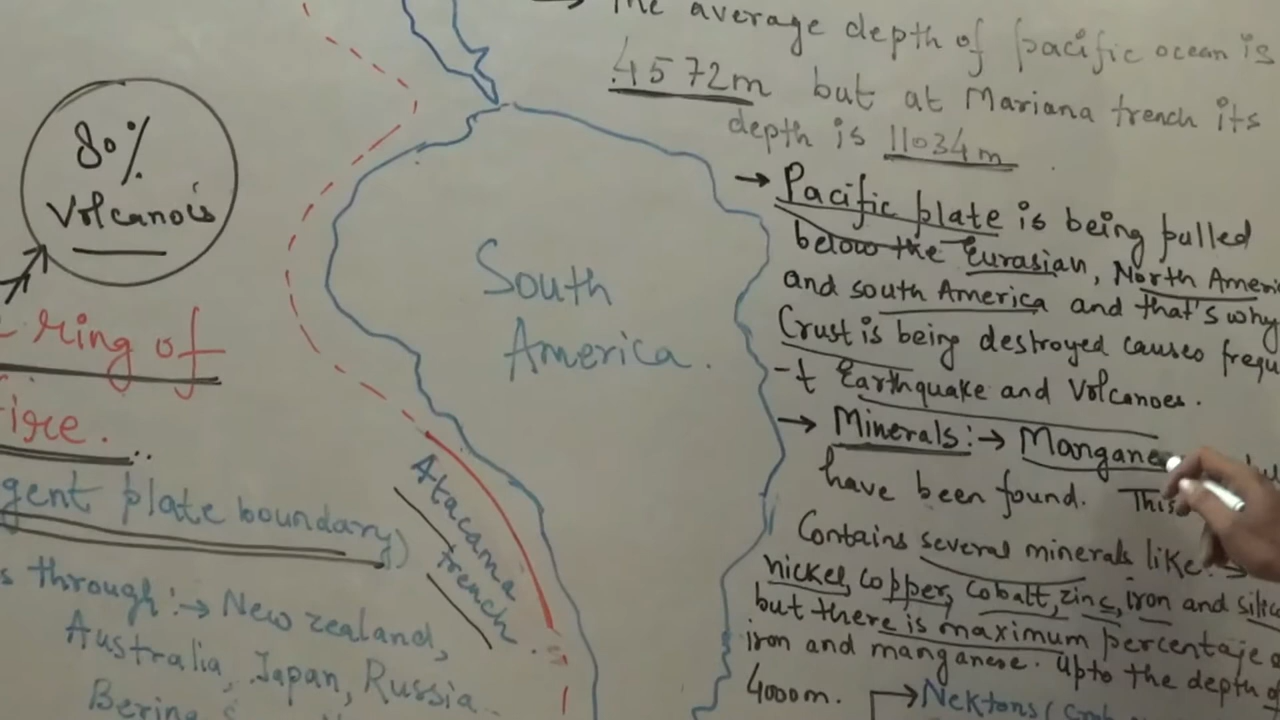 The average depth of pacific ocean is
4572m but at Mariana trench its
depth is 11034m
→ Pacific plate is being pulled
below the Eurasian, North Ameri
and south America and that's why
Crust is being destroyed causes frequ
-t Earthquake and Volcanoes.
→ Minerals:→ Mangane
have been found. This
Contains several minerals like:→
nickel, copper, cobalt, zinc, iron and silic
but there is maximum percentage
iron and manganese. Upto the depth of
4000m.
→ Nektons (
80%
Volcanois
ring of
Fire.
gent plate boundary)
s through:→ New zealand,
Australia, Japan, Russia
Bering
South
America.
Atacama
trench.